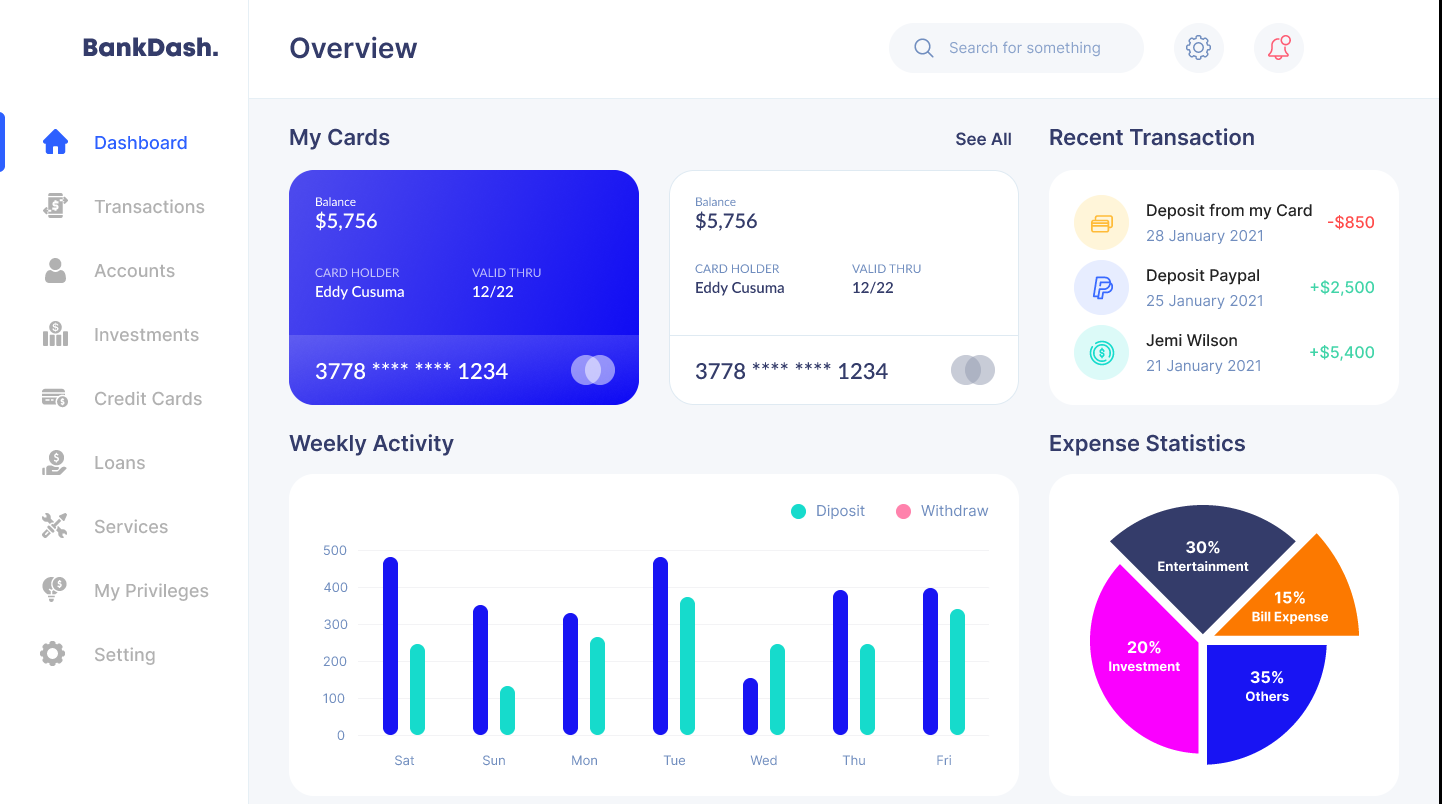 BankDash.
Overview
Search for something
Dashboard
Transactions
Accounts
Investments
Credit Cards
Loans
Services
My Privileges
Setting
My Cards
See All
Balance
$5,756
CARD HOLDER
VALID THRU
Eddy Cusuma
12/22
3778 **** **** 1234
Balance
$5,756
CARD HOLDER
VALID THRU
Eddy Cusuma
12/22
3778 **** **** 1234
Recent Transaction
Deposit from my Card
-$850
28 January 2021
Deposit Paypal
+$2,500
25 January 2021
Jemi Wilson
+$5,400
21 January 2021
Weekly Activity
Diposit
Withdraw
500
400
300
200
100
0
Sat Sun Mon Tue Wed Thu Fri
Expense Statistics
30%
Entertainment
15%
Bill Expense
20%
Investment
35%
Others